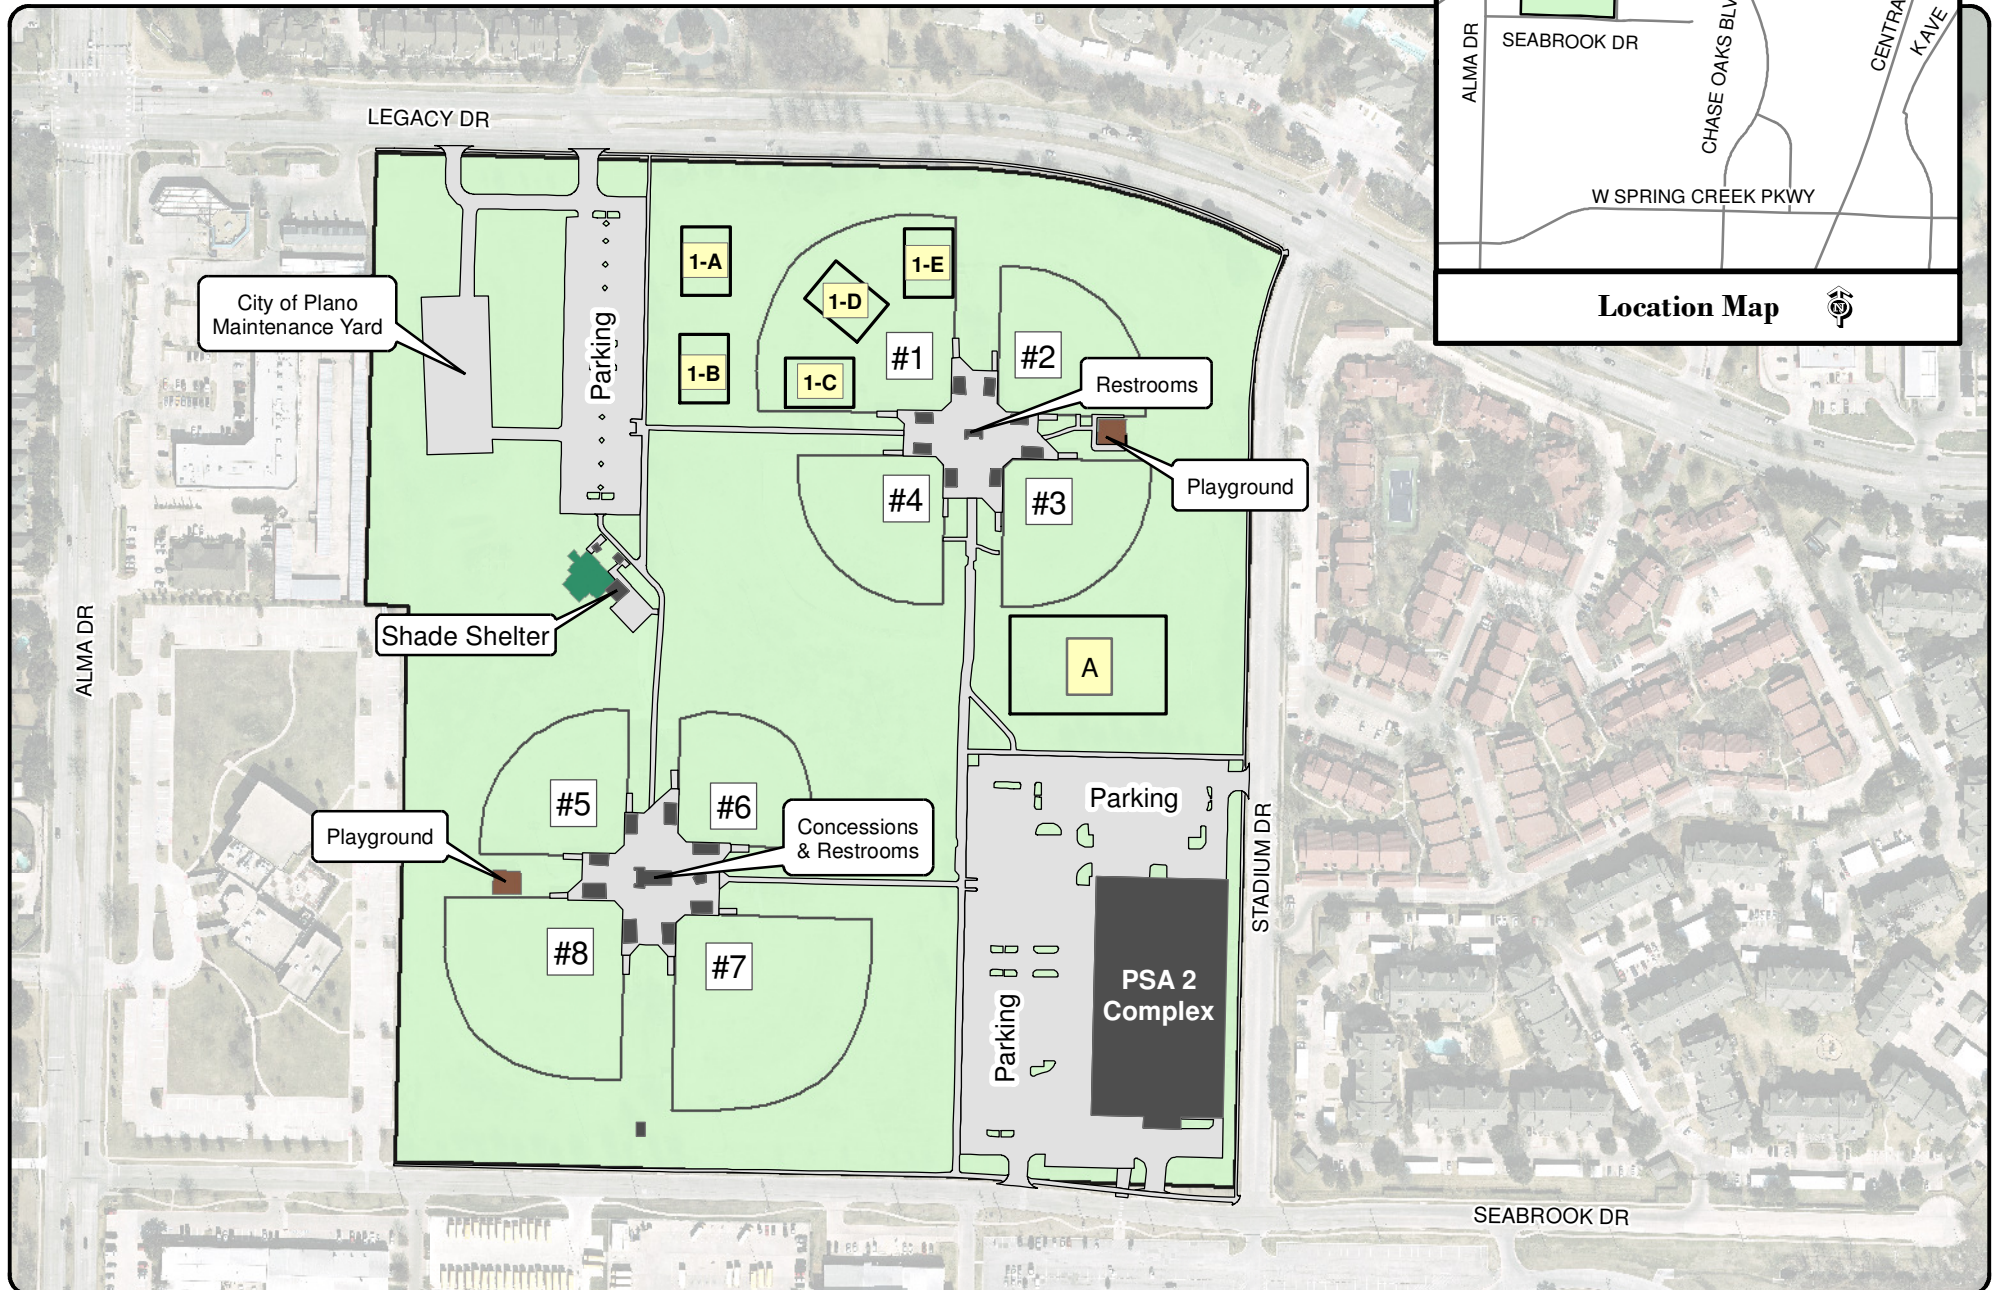 LEGACY DR
ALMA DR
SEABROOK DR
CHASE OAKS BLV
CENTRA
K AVE
W SPRING CREEK PKWY
Location Map
N
City of Plano
Maintenance Yard
Parking
1-A
1-B
1-C
1-D
1-E
#1
#2
Restrooms
Playground
#4
#3
Shade Shelter
A
ALMA DR
#5
#6
Playground
Concessions
& Restrooms
#8
#7
Parking
Parking
PSA 2
Complex
STADIUM DR
SEABROOK DR